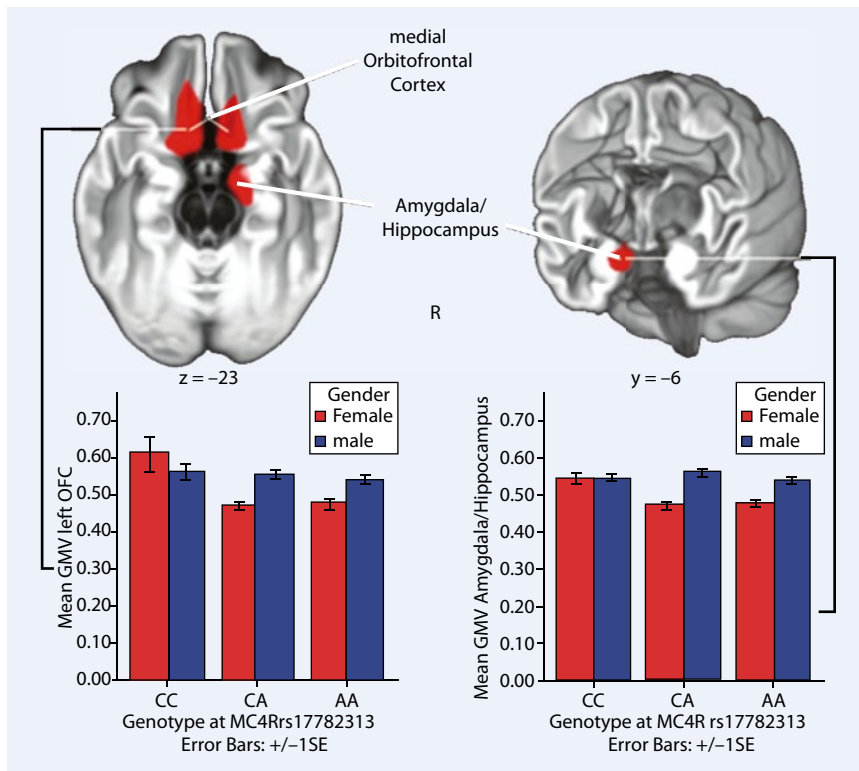 medial
Orbitofrontal
Cortex
Amygdala/
Hippocampus
R
z = –23
y = –6
Mean GMV left OFC
0.70
0.60
0.50
0.40
0.30
0.20
0.10
0.00
Gender
Female
male
CC CA AA
Genotype at MC4Rrs17782313
Error Bars: +/–1SE
Mean GMV Amygdala/Hippocampus
0.70
0.60
0.50
0.40
0.30
0.20
0.10
0.00
Gender
Female
male
CC CA AA
Genotype at MC4R rs17782313
Error Bars: +/–1SE